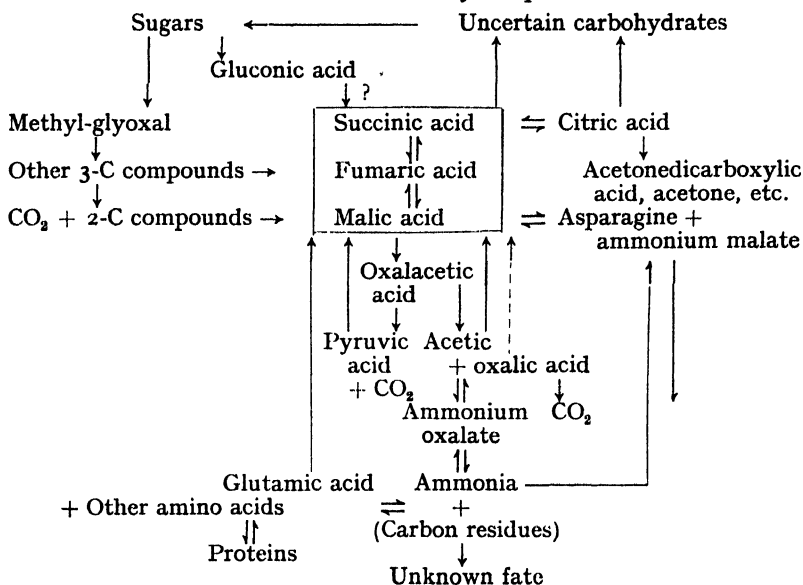 Sugars Uncertain carbohydrates
Gluconic acid
?
Methyl-glyoxal Succinic acid Citric acid
Other 3-C compounds Fumaric acid Acetonedicarboxylic
acid, acetone, etc.
CO₂ + 2-C compounds Malic acid Asparagine +
ammonium malate
Oxalacetic
acid
Pyruvic Acetic
acid + oxalic acid
+ CO₂
Ammonium CO₂
oxalate
Glutamic acid Ammonia
+ Other amino acids +
(Carbon residues)
Proteins
Unknown fate